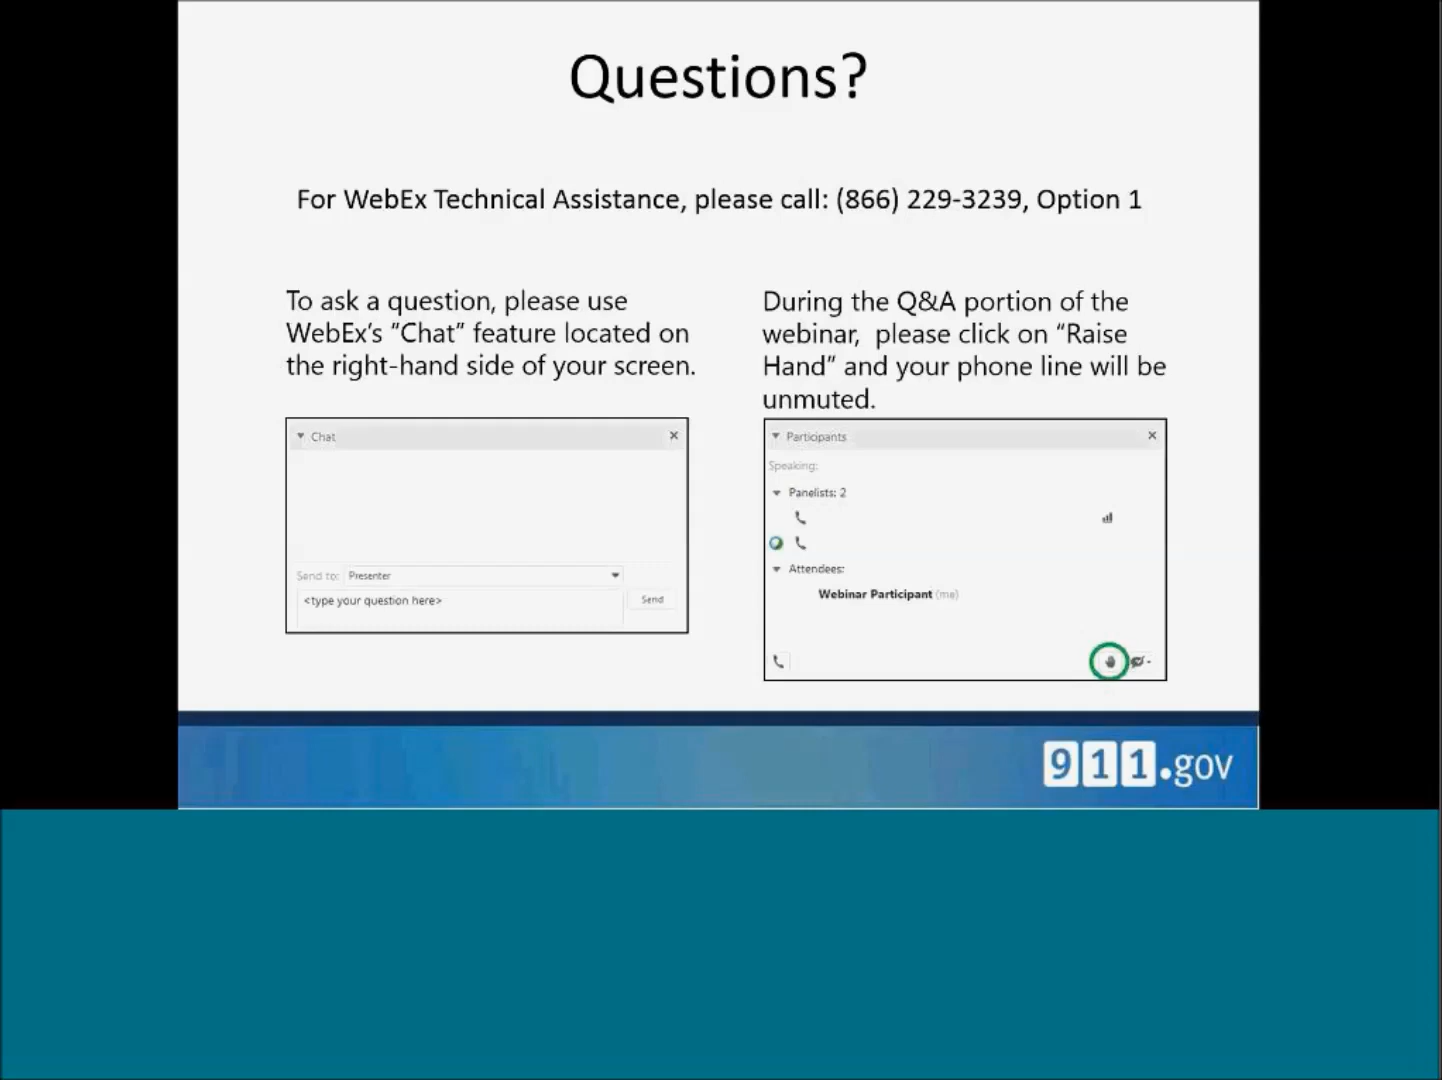 Questions?
For WebEx Technical Assistance, please call: (866) 229-3239, Option 1
To ask a question, please use
WebEx's "Chat" feature located on
the right-hand side of your screen.
Chat
Send to: Presenter
<type your question here>
Send
During the Q&A portion of the
webinar, please click on “Raise
Hand” and your phone line will be
unmuted.
Participants
Speaking:
Panelists: 2
Attendees:
Webinar Participant (me)
911.gov